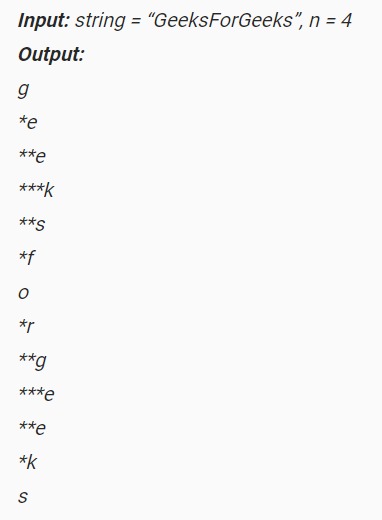 Input: string = “GeeksForGeeks”, n = 4
Output:
g
*e
**e
***k
**s
*f
o
*r
**g
***e
**e
*k
s